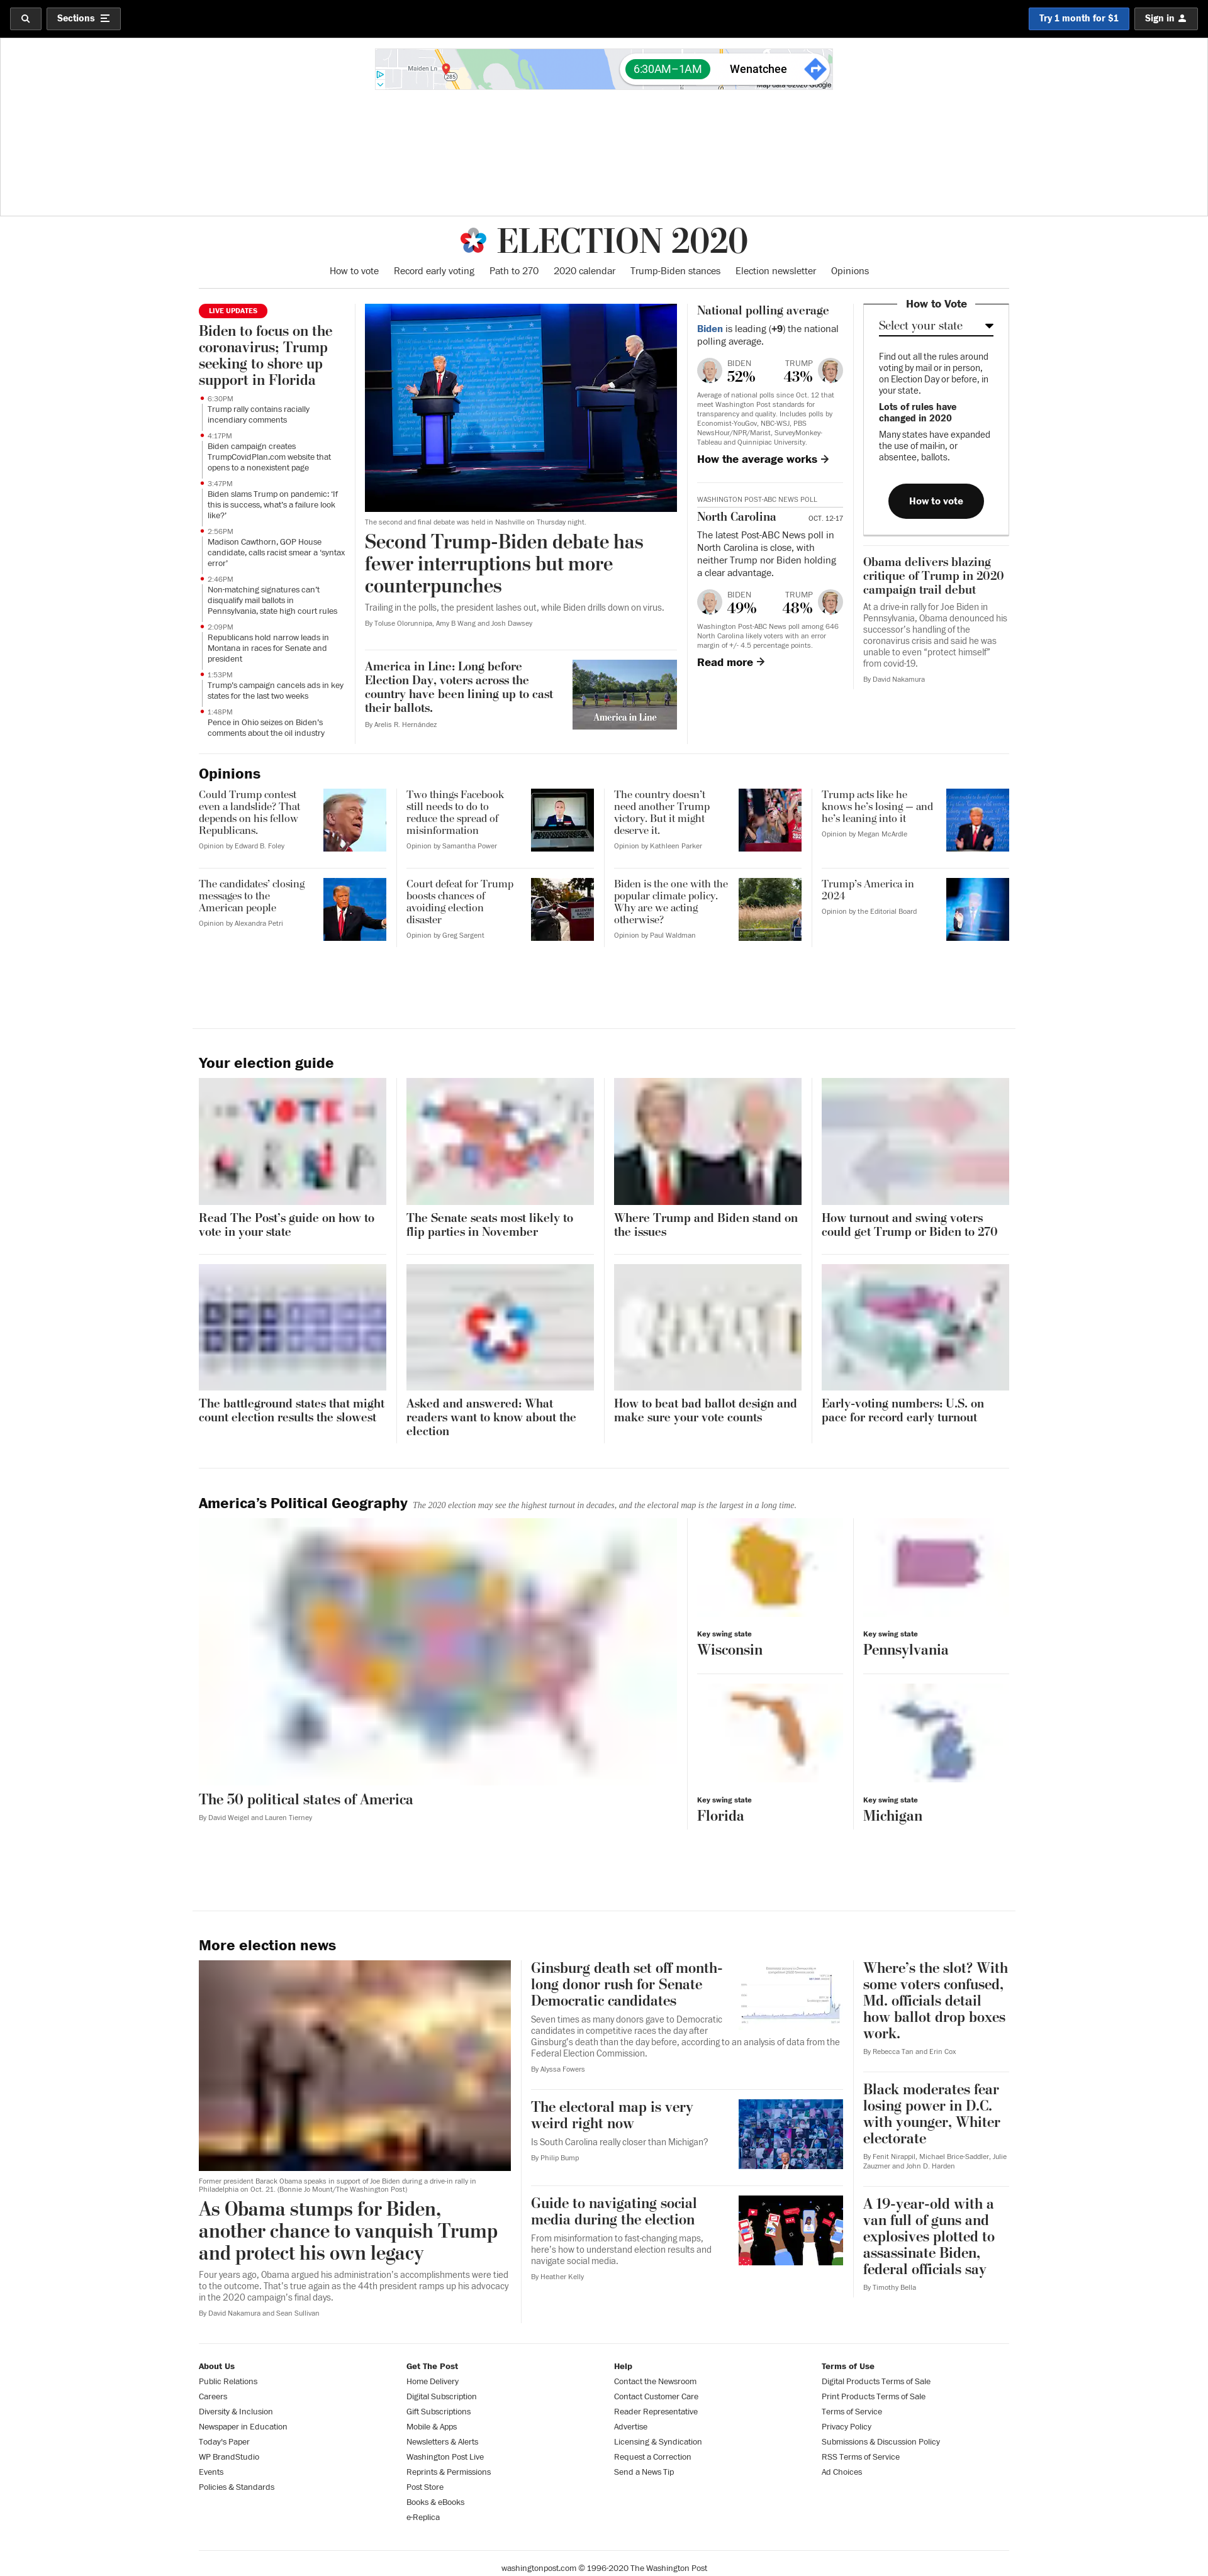 Sections
Try 1 month for $1
Sign in
Malden Ln
285
6:30AM–1AM
Wenatchee
Map data ©2020 Google
ELECTION 2020
How to vote
Record early voting
Path to 270
2020 calendar
Trump-Biden stances
Election newsletter
Opinions
LIVE UPDATES
Biden to focus on the
coronavirus; Trump
seeking to shore up
support in Florida
6:30PM
Trump rally contains racially
incendiary comments
4:17PM
Biden campaign creates
TrumpCovidPlan.com website that
opens to a nonexistent page
3:47PM
Biden slams Trump on pandemic: 'If
this is success, what's a failure look
like?'
2:56PM
Madison Cawthorn, GOP House
candidate, calls racist smear a 'syntax
error'
2:46PM
Non-matching signatures can't
disqualify mail ballots in
Pennsylvania, state high court rules
2:09PM
Republicans hold narrow leads in
Montana in races for Senate and
president
1:53PM
Trump's campaign cancels ads in key
states for the last two weeks
1:48PM
Pence in Ohio seizes on Biden's
comments about the oil industry
The second and final debate was held in Nashville on Thursday night.
Second Trump-Biden debate has
fewer interruptions but more
counterpunches
Trailing in the polls, the president lashes out, while Biden drills down on virus.
By Toluse Olorunnipa, Amy B Wang and Josh Dawsey
America in Line: Long before
Election Day, voters across the
country have been lining up to cast
their ballots.
By Arelis R. Hernández
America in Line
National polling average
Biden is leading (+9) the national
polling average.
BIDEN
52%
TRUMP
43%
Average of national polls since Oct. 12 that
meet Washington Post standards for
transparency and quality. Includes polls by
Economist-YouGov, NBC-WSJ, PBS
NewsHour/NPR/Marist, SurveyMonkey-
Tableau and Quinnipiac University.
How the average works
WASHINGTON POST-ABC NEWS POLL
North Carolina
OCT. 12-17
The latest Post-ABC News poll in
North Carolina is close, with
neither Trump nor Biden holding
a clear advantage.
BIDEN
49%
TRUMP
48%
Washington Post-ABC News poll among 646
North Carolina likely voters with an error
margin of +/- 4.5 percentage points.
Read more
How to Vote
Select your state
Find out all the rules around
voting by mail or in person,
on Election Day or before, in
your state.
Lots of rules have
changed in 2020
Many states have expanded
the use of mail-in, or
absentee, ballots.
How to vote
Obama delivers blazing
critique of Trump in 2020
campaign trail debut
At a drive-in rally for Joe Biden in
Pennsylvania, Obama denounced his
successor's handling of the
coronavirus crisis and said he was
unable to even "protect himself"
from covid-19.
By David Nakamura
Opinions
Could Trump contest
even a landslide? That
depends on his fellow
Republicans.
Opinion by Edward B. Foley
Two things Facebook
still needs to do to
reduce the spread of
misinformation
Opinion by Samantha Power
The country doesn't
need another Trump
victory. But it might
deserve it.
Opinion by Kathleen Parker
Trump acts like he
knows he's losing — and
he's leaning into it
Opinion by Megan McArdle
The candidates' closing
messages to the
American people
Opinion by Alexandra Petri
Court defeat for Trump
boosts chances of
avoiding election
disaster
Opinion by Greg Sargent
Biden is the one with the
popular climate policy.
Why are we acting
otherwise?
Opinion by Paul Waldman
Trump's America in
2024
Opinion by the Editorial Board
Your election guide
VOTE
Read The Post's guide on how to
vote in your state
The Senate seats most likely to
flip parties in November
Where Trump and Biden stand on
the issues
How turnout and swing voters
could get Trump or Biden to 270
The battleground states that might
count election results the slowest
Asked and answered: What
readers want to know about the
election
How to beat bad ballot design and
make sure your vote counts
Early-voting numbers: U.S. on
pace for record early turnout
America's Political Geography
The 2020 election may see the highest turnout in decades, and the electoral map is the largest in a long time.
The 50 political states of America
By David Weigel and Lauren Tierney
Key swing state
Wisconsin
Key swing state
Pennsylvania
Key swing state
Florida
Key swing state
Michigan
More election news
Former president Barack Obama speaks in support of Joe Biden during a drive-in rally in
Philadelphia on Oct. 21. (Bonnie Jo Mount/The Washington Post)
As Obama stumps for Biden,
another chance to vanquish Trump
and protect his own legacy
Four years ago, Obama argued his administration's accomplishments were tied
to the outcome. That's true again as the 44th president ramps up his advocacy
in the 2020 campaign's final days.
By David Nakamura and Sean Sullivan
Ginsburg death set off month-
long donor rush for Senate
Democratic candidates
Seven times as many donors gave to Democratic
candidates in competitive races the day after
Ginsburg's death than the day before, according to an analysis of data from the
Federal Election Commission.
By Alyssa Fowers
The electoral map is very
weird right now
Is South Carolina really closer than Michigan?
By Philip Bump
Guide to navigating social
media during the election
From misinformation to fast-changing maps,
here's how to understand election results and
navigate social media.
By Heather Kelly
Where's the slot? With
some voters confused,
Md. officials detail
how ballot drop boxes
work.
By Rebecca Tan and Erin Cox
Black moderates fear
losing power in D.C.
with younger, Whiter
electorate
By Fenit Nirappil, Michael Brice-Saddler, Julie
Zauzmer and John D. Harden
A 19-year-old with a
van full of guns and
explosives plotted to
assassinate Biden,
federal officials say
By Timothy Bella
About Us
Public Relations
Careers
Diversity & Inclusion
Newspaper in Education
Today's Paper
WP BrandStudio
Events
Policies & Standards
Get The Post
Home Delivery
Digital Subscription
Gift Subscriptions
Mobile & Apps
Newsletters & Alerts
Washington Post Live
Reprints & Permissions
Post Store
Books & eBooks
e-Replica
Help
Contact the Newsroom
Contact Customer Care
Reader Representative
Advertise
Licensing & Syndication
Request a Correction
Send a News Tip
Terms of Use
Digital Products Terms of Sale
Print Products Terms of Sale
Terms of Service
Privacy Policy
Submissions & Discussion Policy
RSS Terms of Service
Ad Choices
washingtonpost.com © 1996-2020 The Washington Post